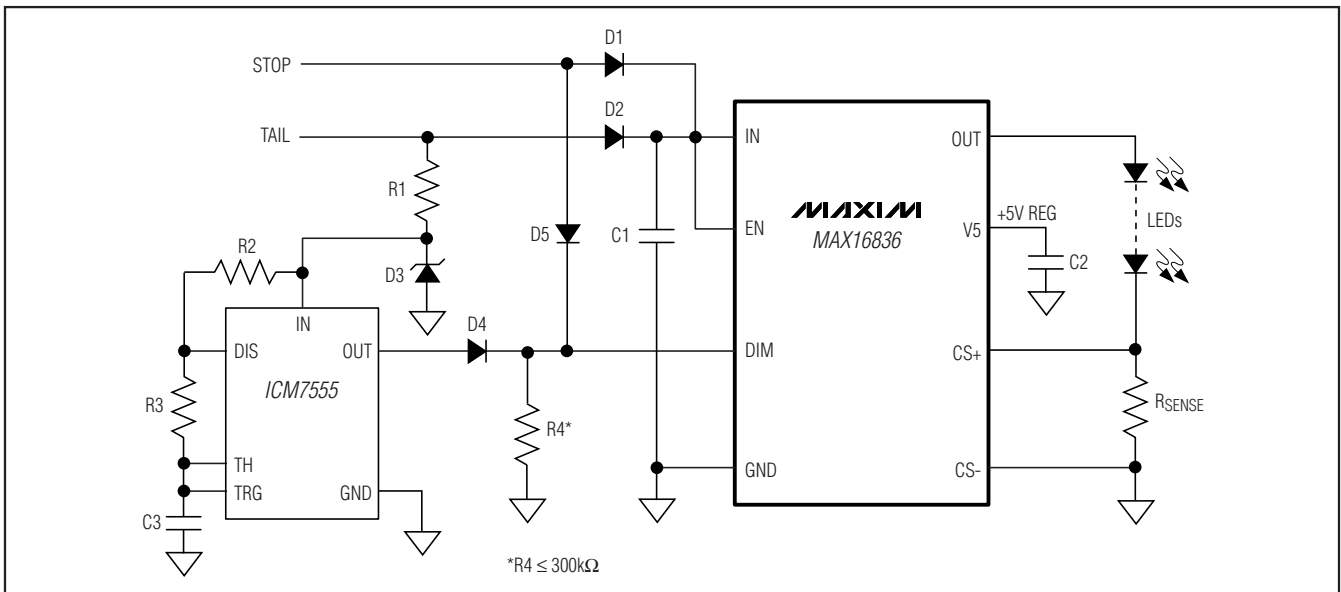 D1
STOP
D2
TAIL
IN
OUT
R1
MAXIM
MAX16836
+5V REG
LEDs
R2
D5
C1
EN
V5
C2
D3
IN
D4
DIS
OUT
DIM
CS+
ICM7555
R3
R4*
RSENSE
TH
GND
CS-
TRG
GND
C3
*R4 ≤ 300kΩ